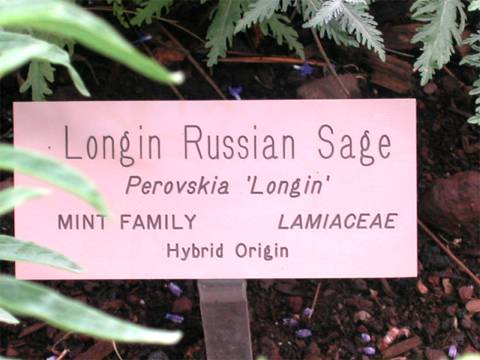 Longin Russian Sage
Perovskia 'Longin'
MINT FAMILY LAMIACEAE
Hybrid Origin